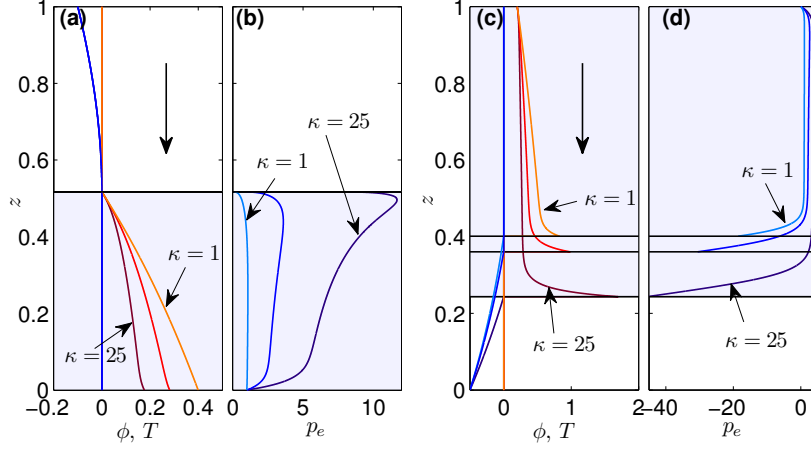 (a) (b) (c) (d)
1 1
0.8 0.8
κ = 25
κ = 1
κ = 1
0.6 0.6
z z
κ = 1
0.4 0.4
κ = 1
0.2 0.2
κ = 25
κ = 25
κ = 25
0 0
−0.2 0 0.2 0.4 0 5 10 0 1 2 −40 −20 0
ϕ, T p_e ϕ, T p_e